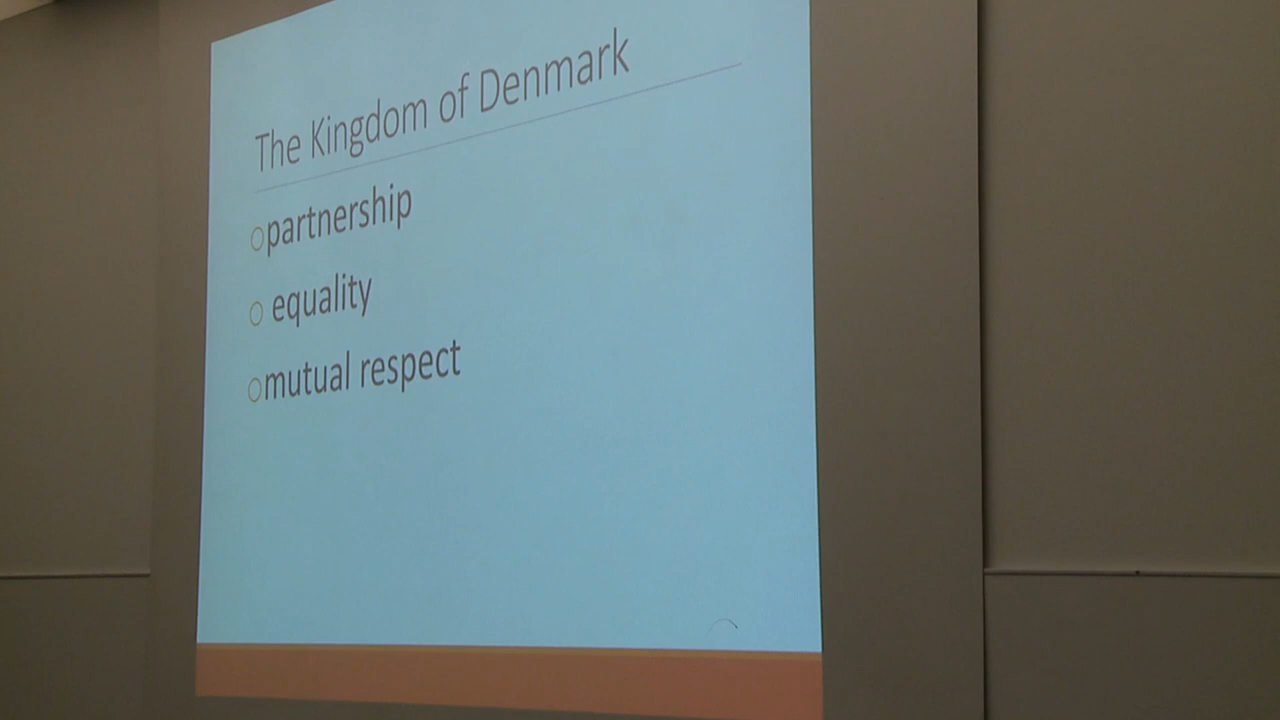 The Kingdom of Denmark
partnership
equality
mutual respect